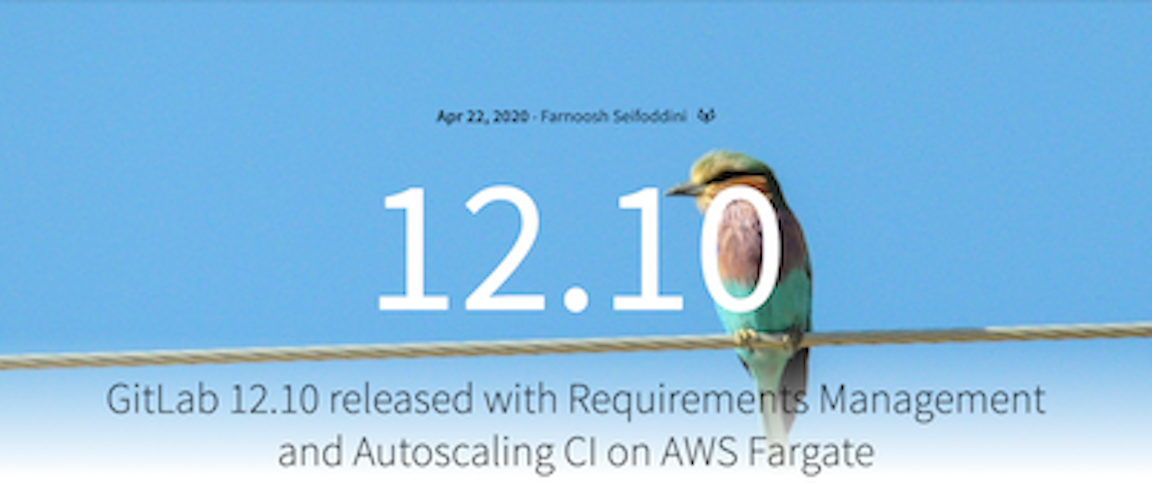 Apr 22, 2020 - Farnoosh Seifoddini
12.10
GitLab 12.10 released with Requirements Management
and Autoscaling CI on AWS Fargate